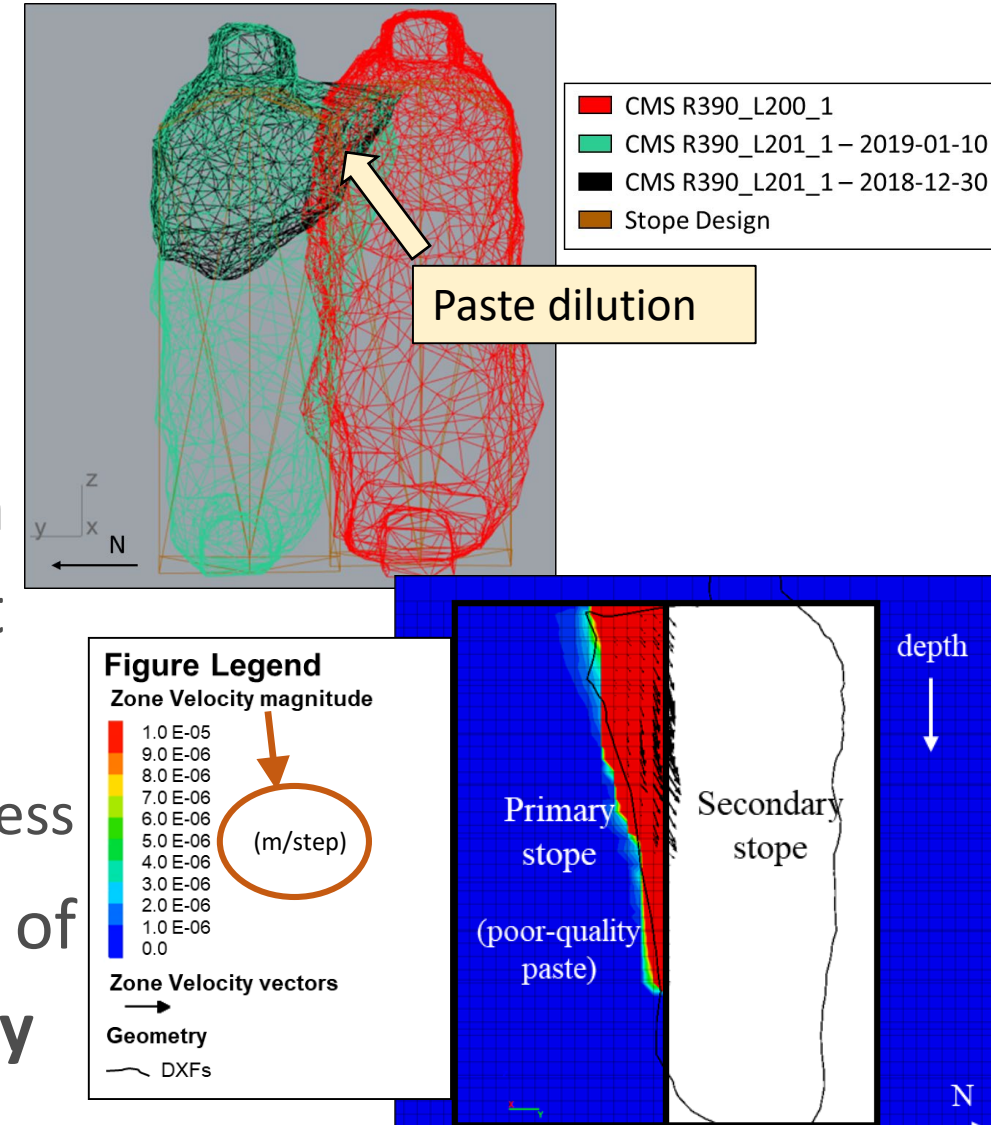 CMS R390_L200_1
CMS R390_L201_1 – 2019-01-10
CMS R390_L201_1 – 2018-12-30
Stope Design
Paste dilution
z
y
x
N
t
ess
of
y
Figure Legend
Zone Velocity magnitude
1.0 E-05
9.0 E-06
8.0 E-06
7.0 E-06
6.0 E-06
5.0 E-06
4.0 E-06
3.0 E-06
2.0 E-06
1.0 E-06
0.0
(m/step)
Zone Velocity vectors
Geometry
DXFs
depth
Primary
stope
(poor-quality
paste)
Secondary
stope
N